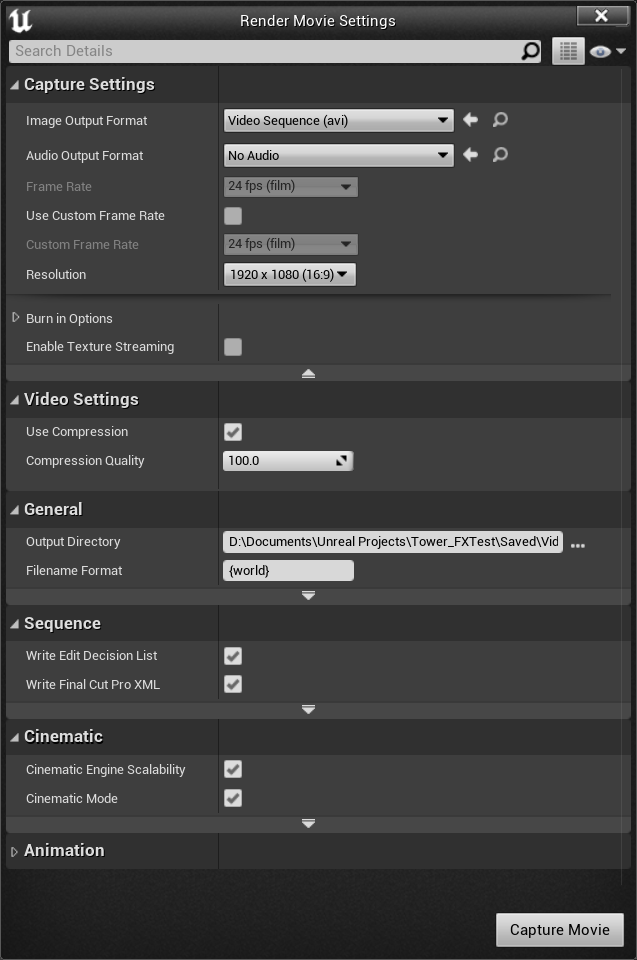 Render Movie Settings
Search Details
Capture Settings
Image Output Format Video Sequence (avi)
Audio Output Format No Audio
Frame Rate 24 fps (film)
Use Custom Frame Rate
Custom Frame Rate 24 fps (film)
Resolution 1920 x 1080 (16:9)
Burn in Options
Enable Texture Streaming
Video Settings
Use Compression
Compression Quality 100.0
General
Output Directory D:\Documents\Unreal Projects\Tower_FXTest\Saved\Vid ...
Filename Format {world}
Sequence
Write Edit Decision List
Write Final Cut Pro XML
Cinematic
Cinematic Engine Scalability
Cinematic Mode
Animation
Capture Movie